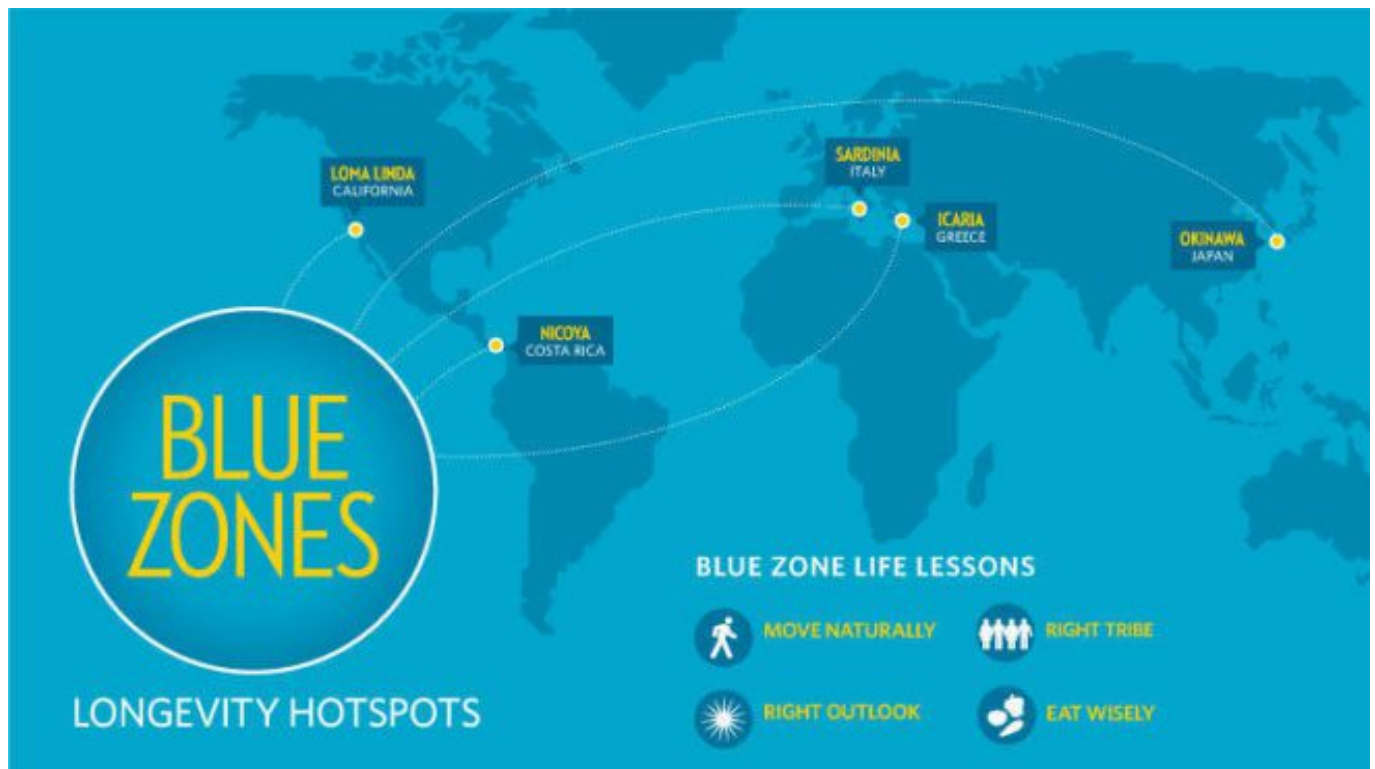 LOMA LINDA
CALIFORNIA
SARDINIA
ITALY
ICARIA
GREECE
OKINAWA
JAPAN
NICOYA
COSTA RICA
BLUE
ZONES
LONGEVITY HOTSPOTS
BLUE ZONE LIFE LESSONS
MOVE NATURALLY
RIGHT TRIBE
RIGHT OUTLOOK
EAT WISELY